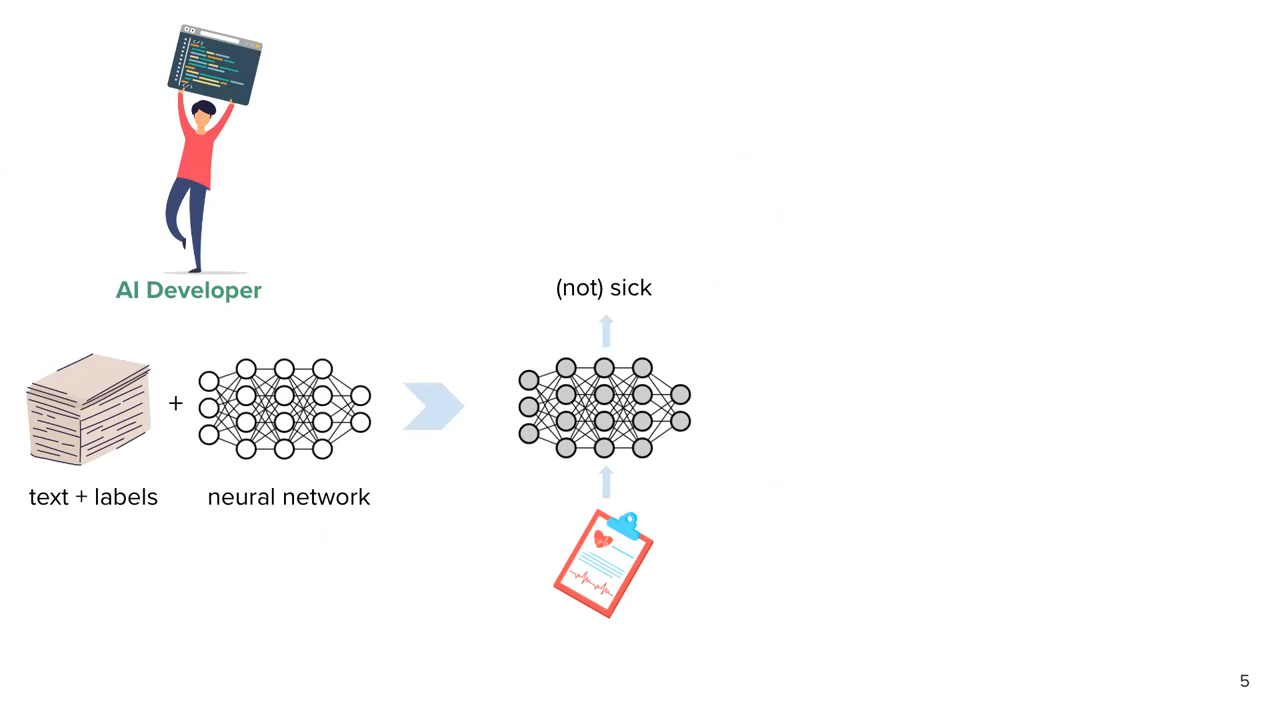 AI Developer
(not) sick
+
text + labels
neural network
5